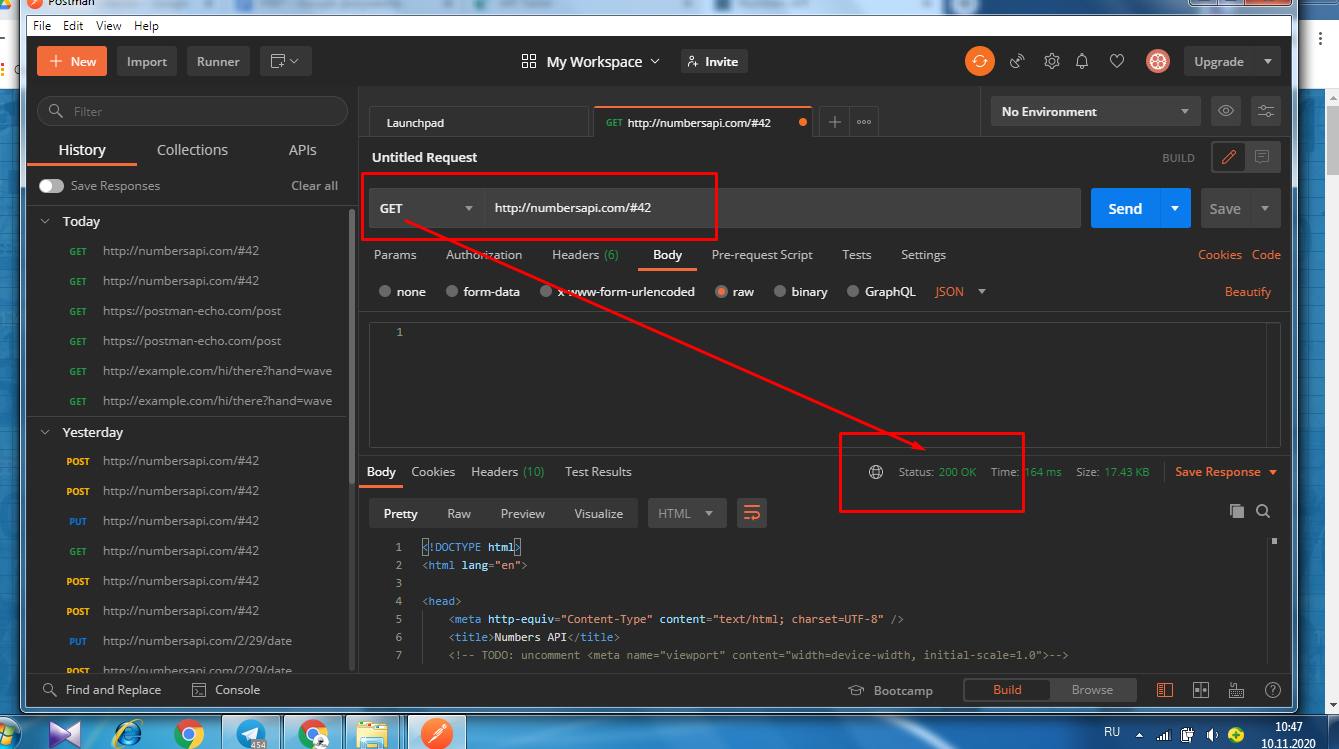 Postman
File Edit View Help
New Import Runner My Workspace Invite Upgrade
Filter
Launchpad GET http://numbersapi.com/#42 No Environment
History Collections APIs
Untitled Request BUILD
Save Responses Clear all
GET http://numbersapi.com/#42 Send Save
Today
GET http://numbersapi.com/#42
GET http://numbersapi.com/#42
GET https://postman-echo.com/post
GET https://postman-echo.com/post
GET http://example.com/hi/there?hand=wave
GET http://example.com/hi/there?hand=wave
Yesterday
POST http://numbersapi.com/#42
POST http://numbersapi.com/#42
PUT http://numbersapi.com/#42
GET http://numbersapi.com/#42
POST http://numbersapi.com/#42
POST http://numbersapi.com/#42
PUT http://numbersapi.com/2/29/date
POST http://numbersapi.com/2/29/date
Params Authorization Headers (6) Body Pre-request Script Tests Settings Cookies Code
none form-data x-www-form-urlencoded raw binary GraphQL JSON Beautify
1
Body Cookies Headers (10) Test Results Status: 200 OK Time: 164 ms Size: 17.43 KB Save Response
Pretty Raw Preview Visualize HTML
1 <!DOCTYPE html>
2 <html lang="en">
3
4 <head>
5 <meta http-equiv="Content-Type" content="text/html; charset=UTF-8" />
6 <title>Numbers API</title>
7 <!-- TODO: uncomment <meta name="viewport" content="width=device-width, initial-scale=1.0">-->
Find and Replace Console Bootcamp Build Browse
454
RU 10:47
10.11.2020